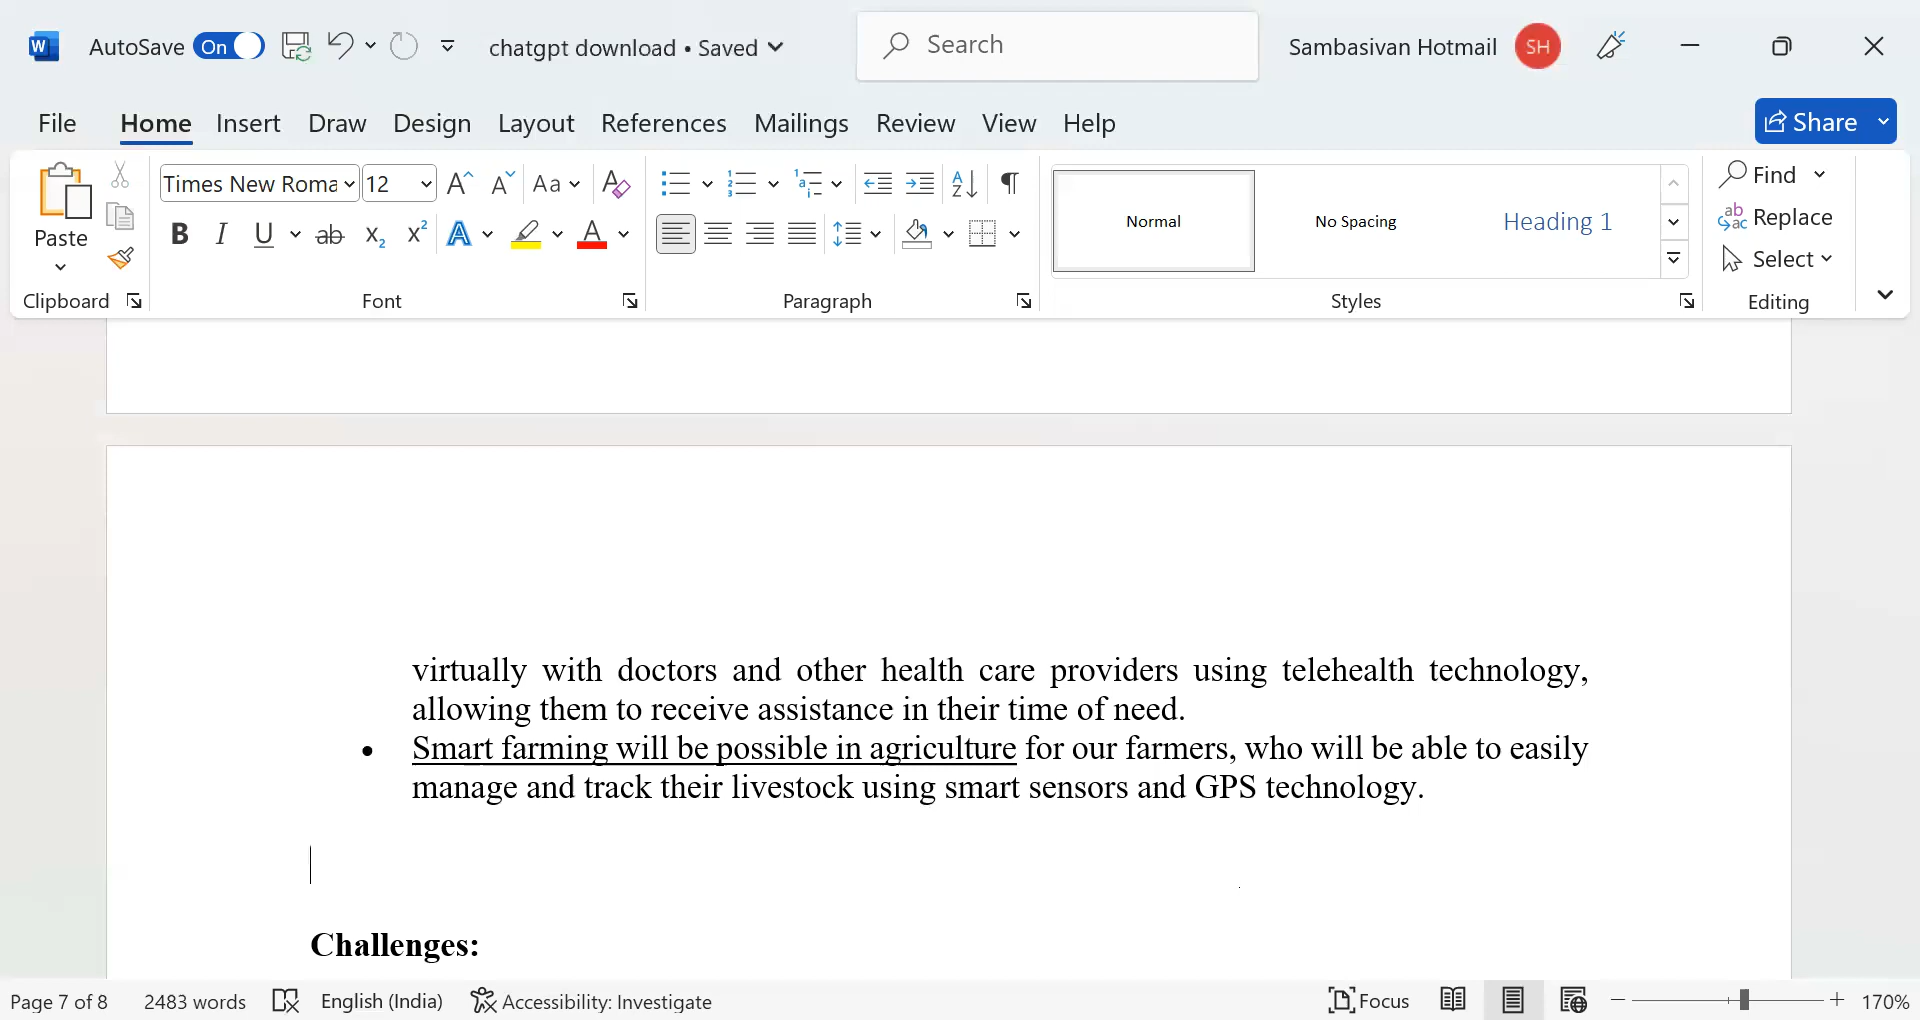 AutoSave On chatgpt download • Saved Search Sambasivan Hotmail SH
File Home Insert Draw Design Layout References Mailings Review View Help Share
Paste
Clipboard
Times New Roma 12
Aa
B I U ab x₂ x² A A
Font
Paragraph
Normal No Spacing Heading 1
Styles
Find
Replace
Select
Editing
virtually with doctors and other health care providers using telehealth technology,
allowing them to receive assistance in their time of need.
• Smart farming will be possible in agriculture for our farmers, who will be able to easily
manage and track their livestock using smart sensors and GPS technology.
Challenges:
Page 7 of 8 2483 words English (India) Accessibility: Investigate Focus 170%